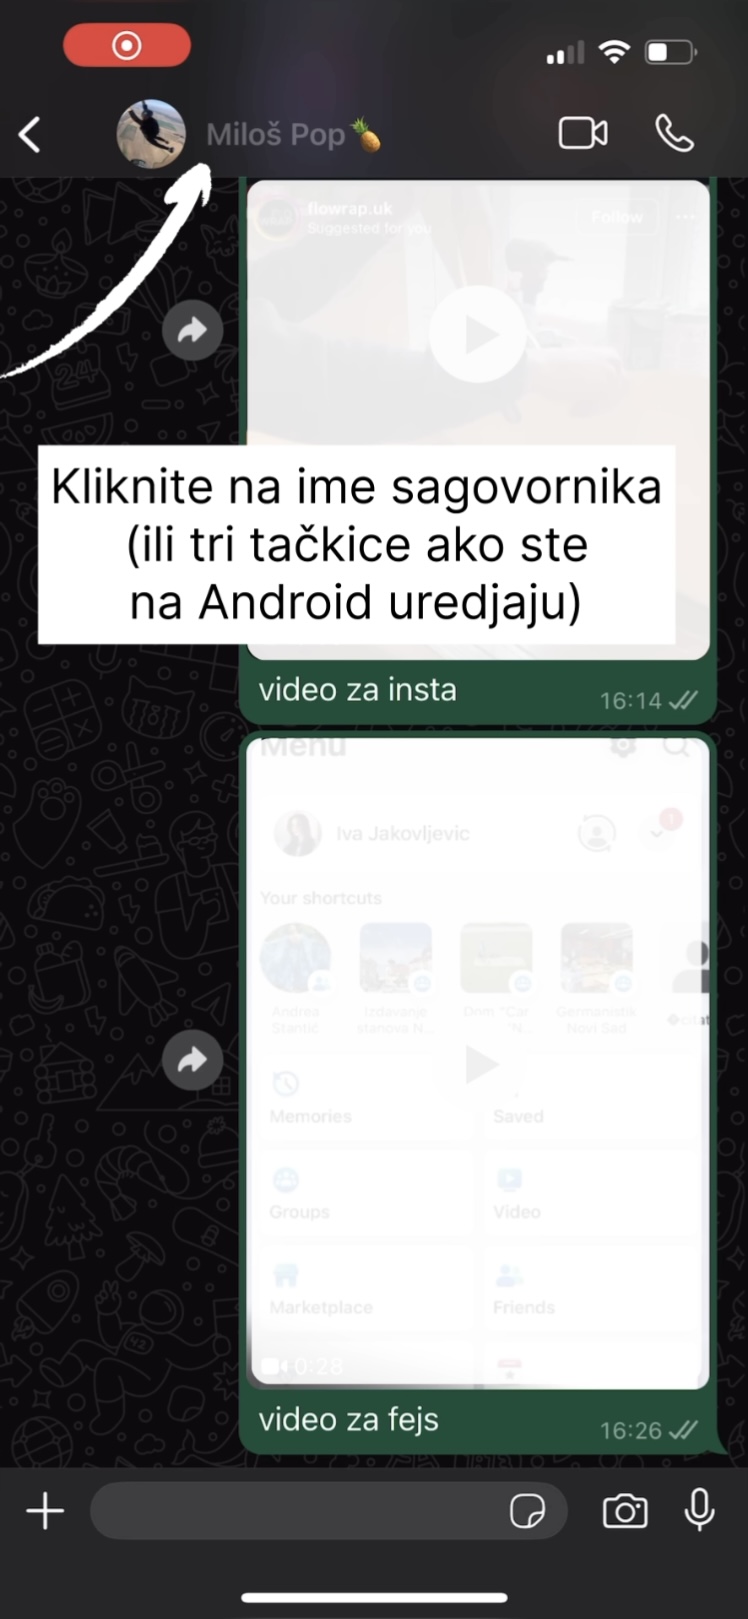 Miloš Pop🍍
flowrap.uk
Follow
Suggested for you
Kliknite na ime sagovornika
(ili tri tačkice ako ste
na Android uredjaju)
video za insta
16:14
Menu
Iva Jakovljevic
1
Your shortcuts
Andrea
Stantić
Izdavanje
stanova N...
Dom "Car
"N...
Germanistik
Novi Sad
Memories
Saved
Groups
Video
Marketplace
Friends
0:28
video za fejs
16:26